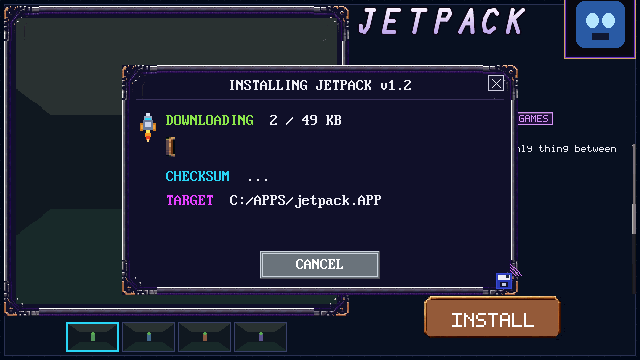 JETPACK
INSTALLING JETPACK v1.2
DOWNLOADING 2 / 49 KB
GAMES
nly thing between
CHECKSUM ...
TARGET C:/APPS/jetpack.APP
CANCEL
INSTALL